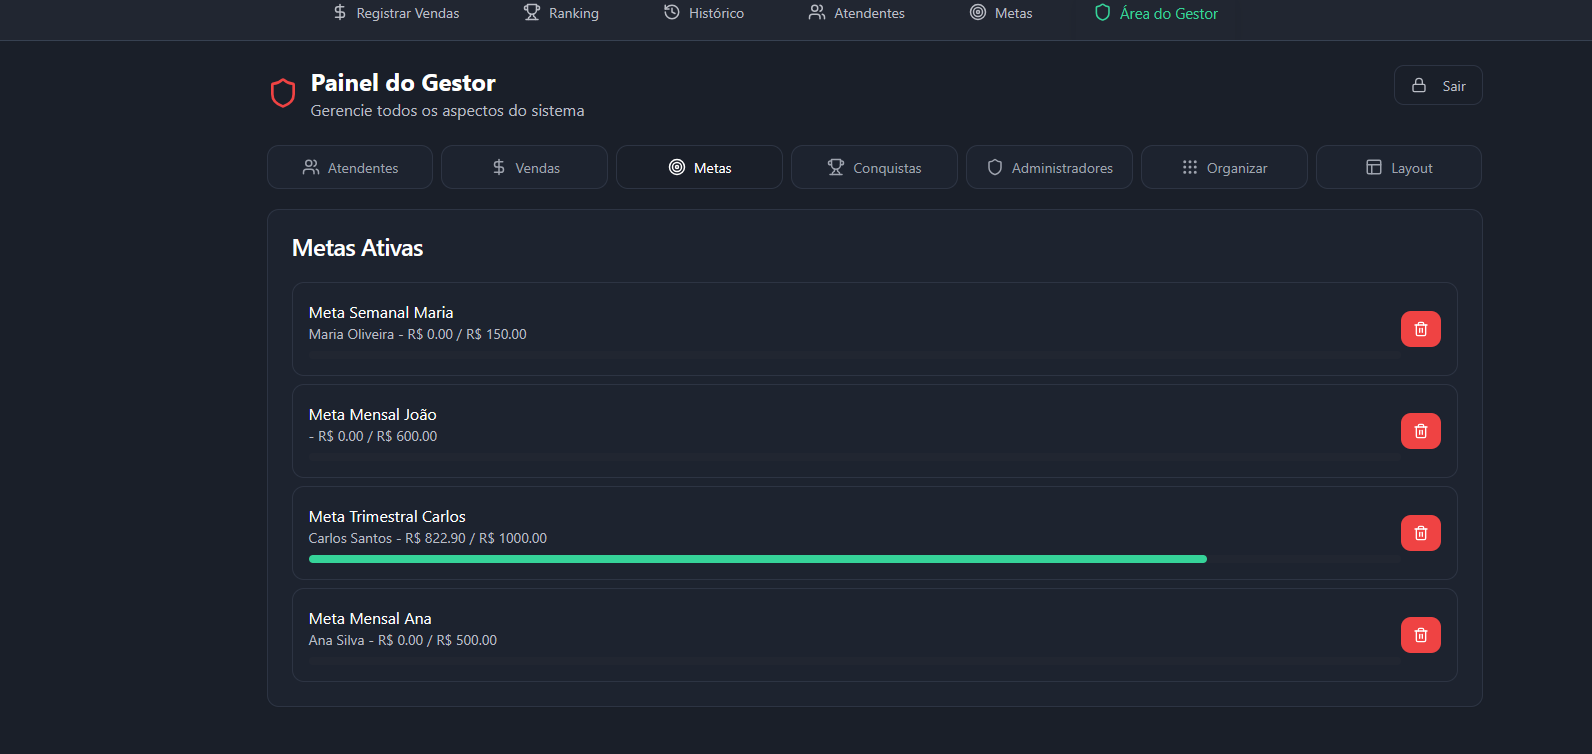 Registrar Vendas Ranking Histórico Atendentes Metas Área do Gestor
Painel do Gestor
Gerencie todos os aspectos do sistema
Sair
Atendentes Vendas Metas Conquistas Administradores Organizar Layout
Metas Ativas
Meta Semanal Maria
Maria Oliveira - R$ 0.00 / R$ 150.00
Meta Mensal João
- R$ 0.00 / R$ 600.00
Meta Trimestral Carlos
Carlos Santos - R$ 822.90 / R$ 1000.00
Meta Mensal Ana
Ana Silva - R$ 0.00 / R$ 500.00